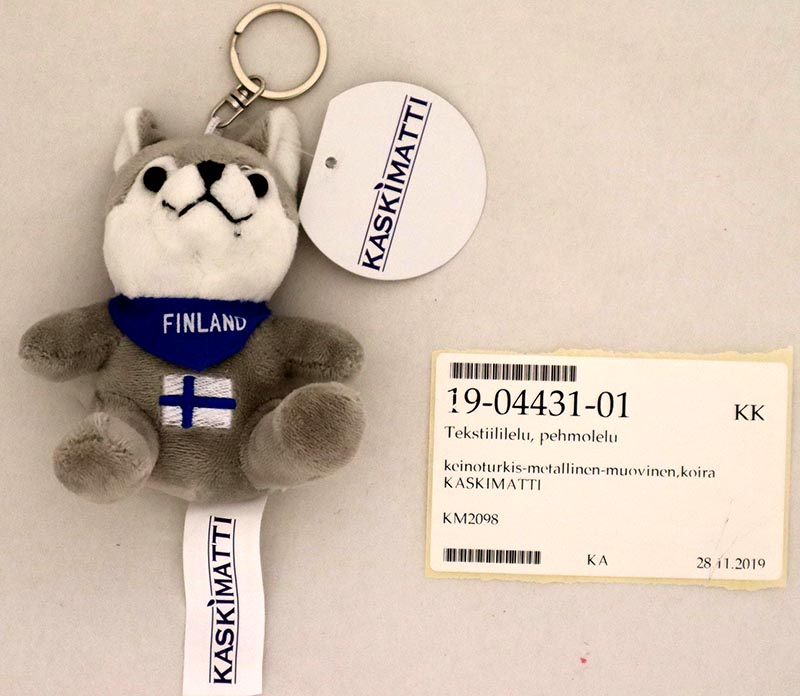 KASKIMATTI
FINLAND
KASKIMATTI
19-04431-01 KK
Tekstiililelu, pehmolelu
keinoturkis-metallinen-muovinen,koira
KASKIMATTI
KM2098
KA 28.11.2019